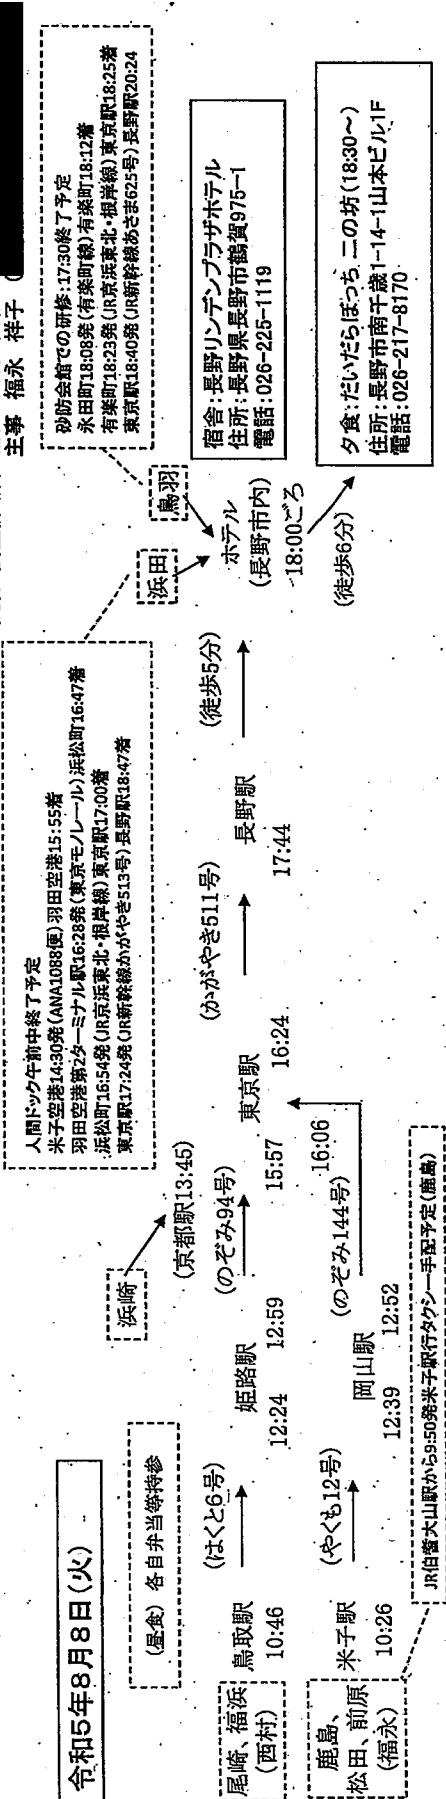 主事 福永 祥子
令和5年8月8日(火)
(昼食) 各自弁当等持参
尾崎、福浜
(西村)
鳥取駅
10:46
(はくと6号)
姫路駅
12:24 12:59
浜崎
(京都駅13:45)
(のぞみ94号)
15:57
東京駅
16:24
鹿島、
松田、前原
(福永)
米子駅
10:26
(やくも12号)
岡山駅
12:39 12:52
(のぞみ144号)
16:06
JR伯耆大山駅から9:50発米子駅行タクシー手配予定(鹿島)
(かがやき511号)
長野駅
17:44
(徒歩5分)
人間ドック午前中終了予定
米子空港14:30発(ANA1088便)羽田空港15:55着
羽田空港第2ターミナル駅16:28発(東京モノレール)浜松町16:47着
浜松町16:54発(JR京浜東北・根岸線)東京駅17:00着
東京駅17:24発(JR新幹線かがやき513号)長野駅18:47着
浜田
鳥羽
ホテル
(長野市内)
18:00ごろ
(徒歩6分)
砂防会館での研修:17:30終了予定
永田町18:08発(有楽町線)有楽町18:12着
有楽町18:23発(JR京浜東北・根岸線)東京駅18:25着
東京駅18:40発(JR新幹線あさま625号)長野駅20:24
宿舎:長野リンデンプラザホテル
住所:長野県長野市鶴賀975-1
電話:026-225-1119
夕食:だいだらぼっち 二の坊(18:30~)
住所:長野市南千歳1-14-1山本ビル1F
電話:026-217-8170